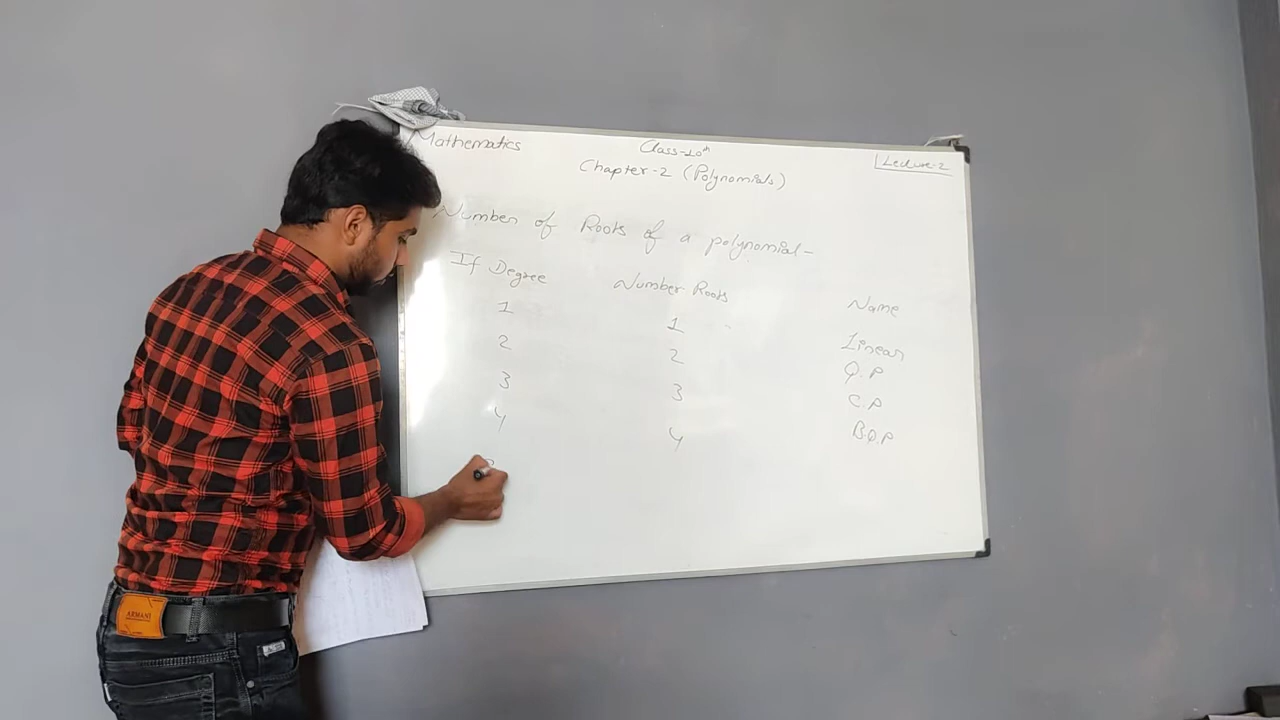 Mathematics
Class-10th
Lecture-2
Chapter-2 (Polynomials)
Number of Roots of a polynomial-
If Degree Number Roots Name
1 1 Linear
2 2 Q.P
3 3 C.P
4 4 B.Q.P
ARMANI